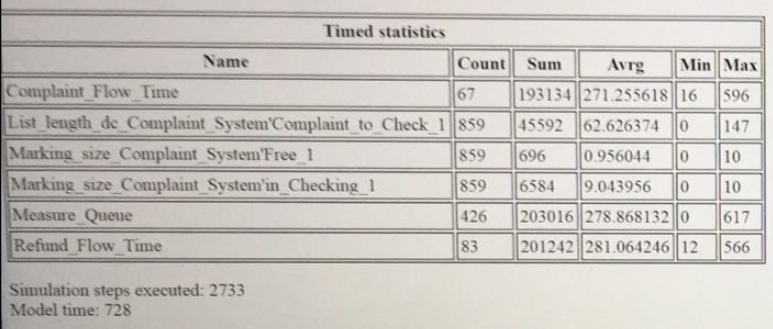 Timed statistics
Name Count Sum Avrg Min Max
Complaint_Flow_Time 67 193134 271.255618 16 596
List_length_dc_Complaint_System'Complaint_to_Check_1 859 45592 62.626374 0 147
Marking_size_Complaint_System'Free_1 859 696 0.956044 0 10
Marking_size_Complaint_System'in_Checking_1 859 6584 9.043956 0 10
Measure_Queue 426 203016 278.868132 0 617
Refund_Flow_Time 83 201242 281.064246 12 566
Simulation steps executed: 2733
Model time: 728